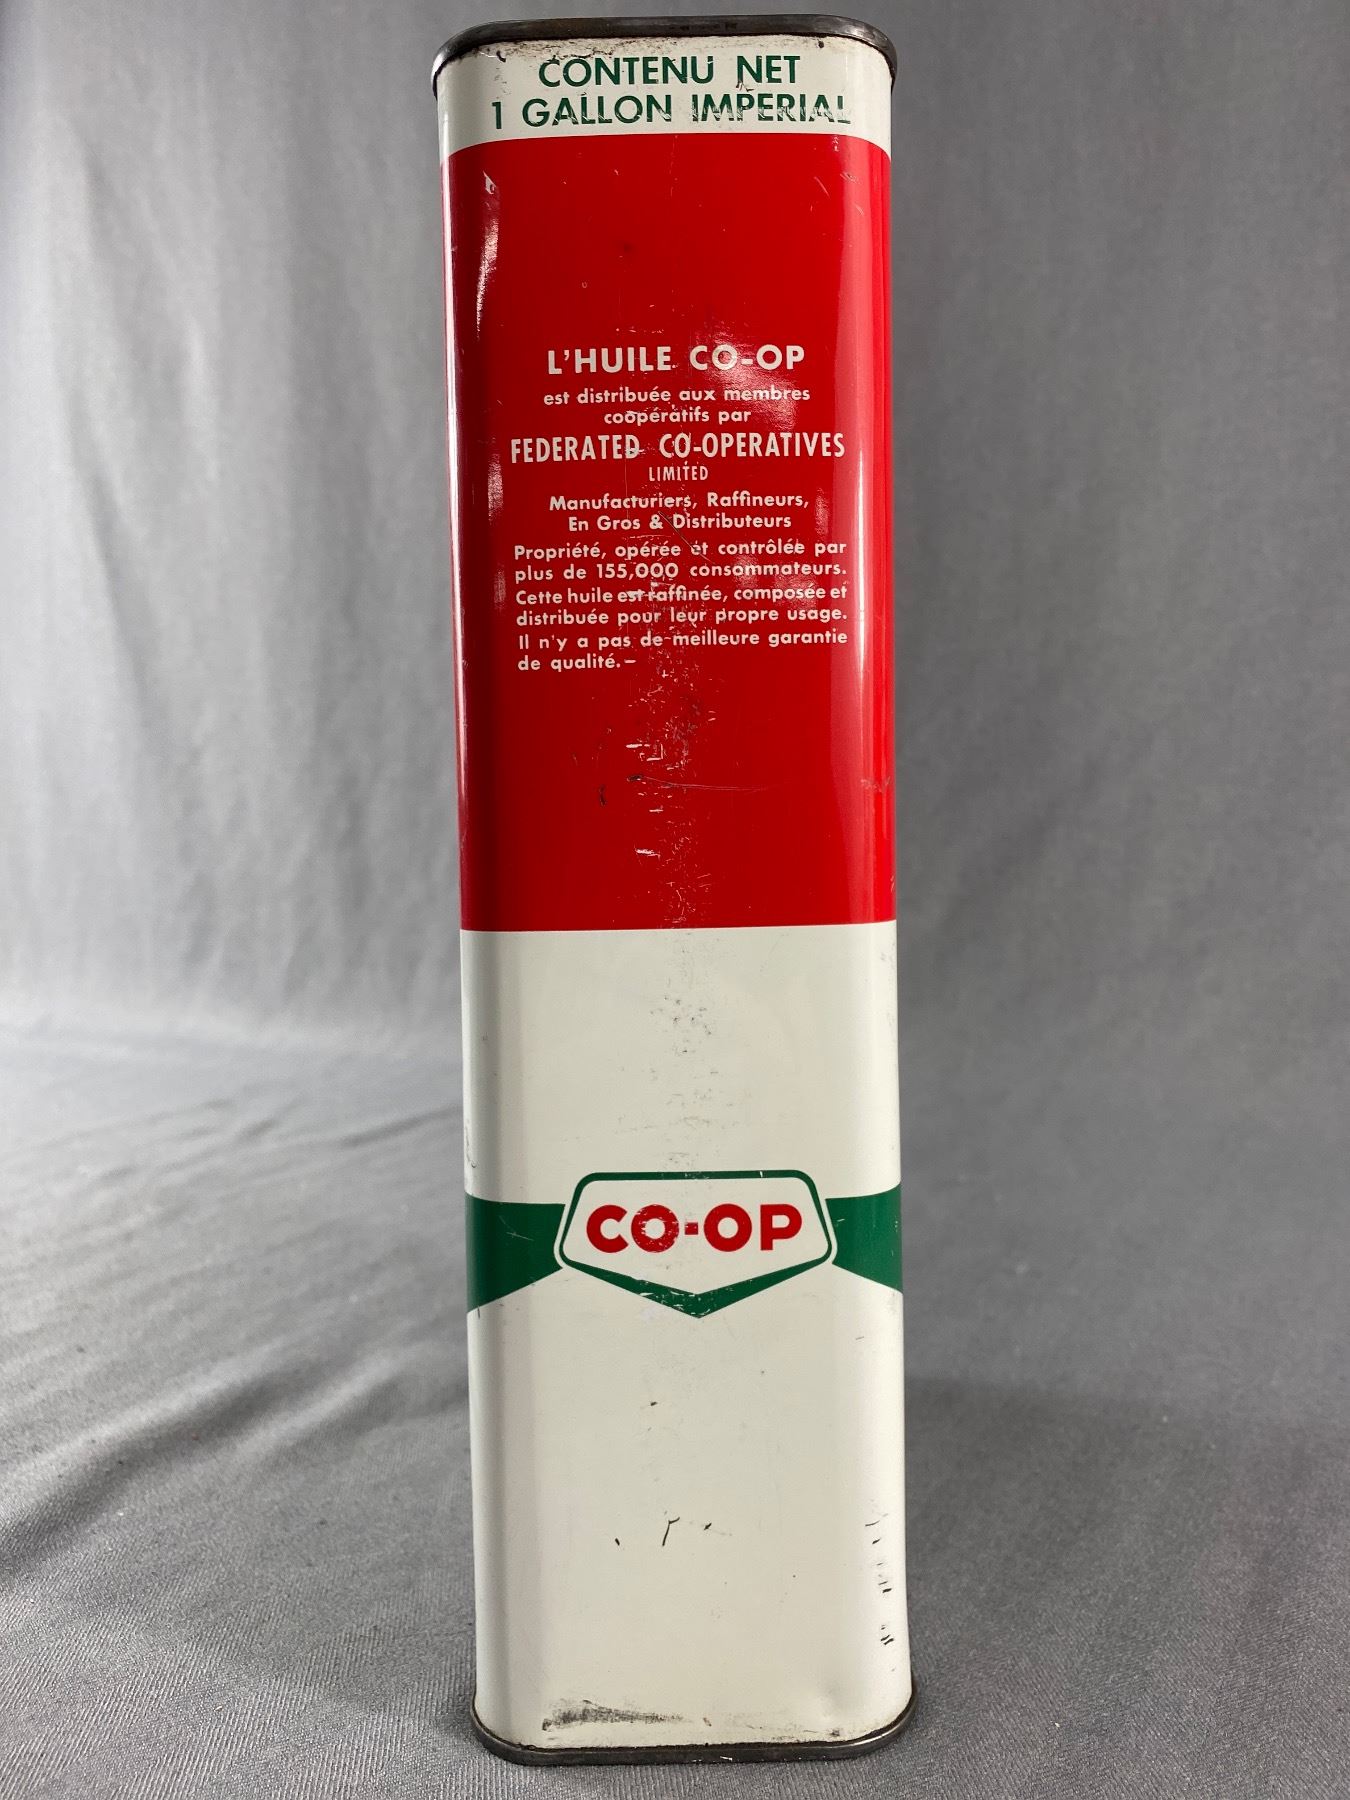 CONTENU NET
1 GALLON IMPERIAL
L'HUILE CO-OP
est distribuée aux membres
coopératifs par
FEDERATED CO-OPERATIVES
LIMITED
Manufacturiers, Raffineurs,
En Gros & Distributeurs
Propriété, opérée et contrôlée par
plus de 155,000 consommateurs.
Cette huile est raffinée, composée et
distribuée pour leur propre usage.
Il n'y a pas de meilleure garantie
de qualité.–
CO-OP